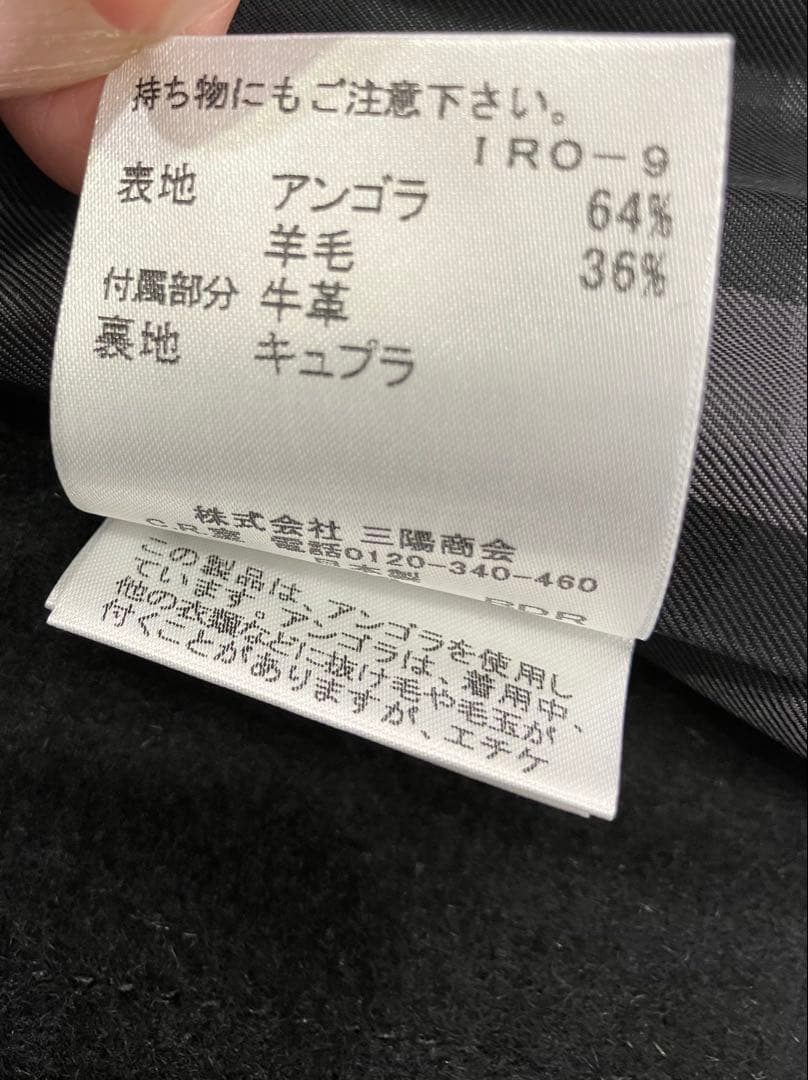 持ち物にもご注意下さい。
IRO-9
表地 アンゴラ 64%
羊毛 36%
付属部分 牛革
裏地 キュプラ
株式会社 三陽商会
C.R.室 電話0120-340-460
日本製
この製品は、アンゴラを使用し
ています。アンゴラは、着用中、
他の衣類などに抜け毛や毛玉が
付くことがありますが、エチケ